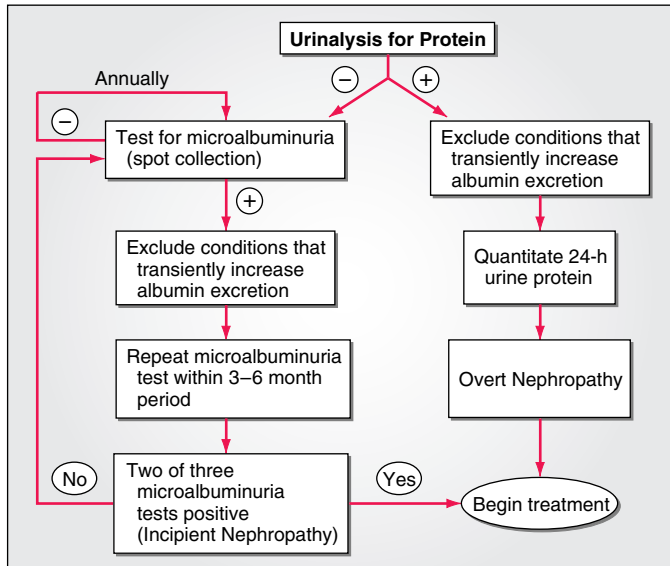 Urinalysis for Protein
−
+
Annually
−
Test for microalbuminuria
(spot collection)
+
Exclude conditions that
transiently increase
albumin excretion
Repeat microalbuminuria
test within 3–6 month
period
No
Two of three
microalbuminuria
tests positive
(Incipient Nephropathy)
Yes
Exclude conditions that
transiently increase
albumin excretion
Quantitate 24-h
urine protein
Overt Nephropathy
Begin treatment